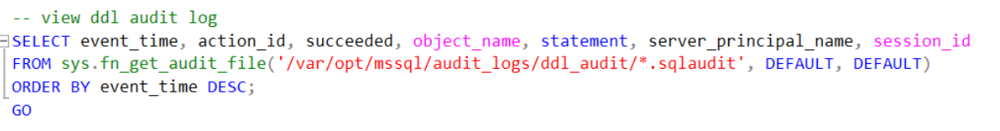 -- view ddl audit log
SELECT event_time, action_id, succeeded, object_name, statement, server_principal_name, session_id
FROM sys.fn_get_audit_file('/var/opt/mssql/audit_logs/ddl_audit/*.sqlaudit', DEFAULT, DEFAULT)
ORDER BY event_time DESC;
GO